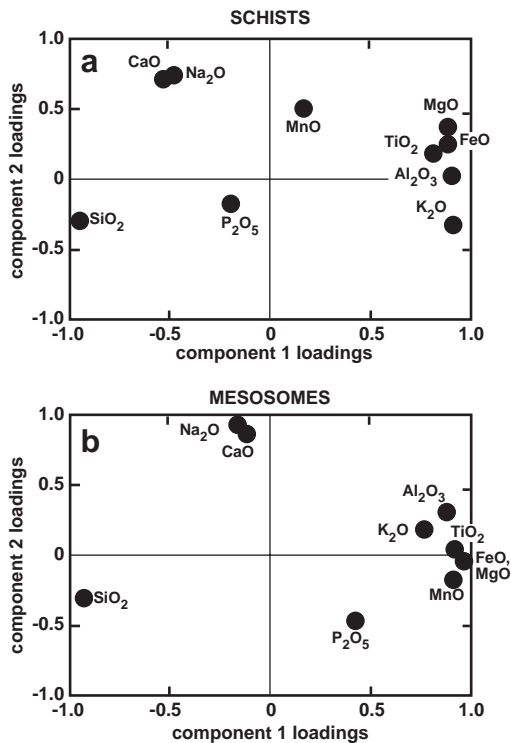 SCHISTS
a
component 2 loadings
1.0
0.5
0
-0.5
-1.0
CaO
Na₂O
MnO
MgO
TiO₂
FeO
Al₂O₃
K₂O
SiO₂
P₂O₅
-1.0 -0.5 0 0.5 1.0
component 1 loadings
MESOSOMES
b
component 2 loadings
1.0
0.5
0
-0.5
1.0
Na₂O
CaO
Al₂O₃
K₂O
TiO₂
FeO,
MgO
MnO
SiO₂
P₂O₅
-1.0 -0.5 0 0.5 1.0
component 1 loadings